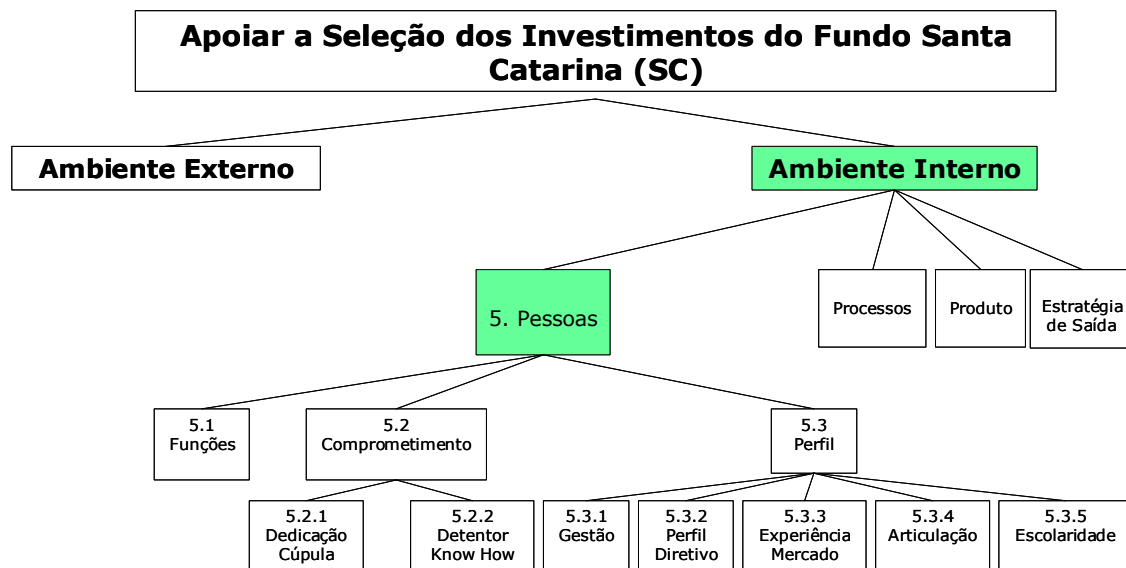 Apoiar a Seleção dos Investimentos do Fundo Santa
Catarina (SC)
Ambiente Externo
Ambiente Interno
5. Pessoas
Processos
Produto
Estratégia
de Saída
5.1
Funções
5.2
Comprometimento
5.3
Perfil
5.2.1
Dedicação
Cúpula
5.2.2
Detentor
Know How
5.3.1
Gestão
5.3.2
Perfil
Diretivo
5.3.3
Experiência
Mercado
5.3.4
Articulação
5.3.5
Escolaridade